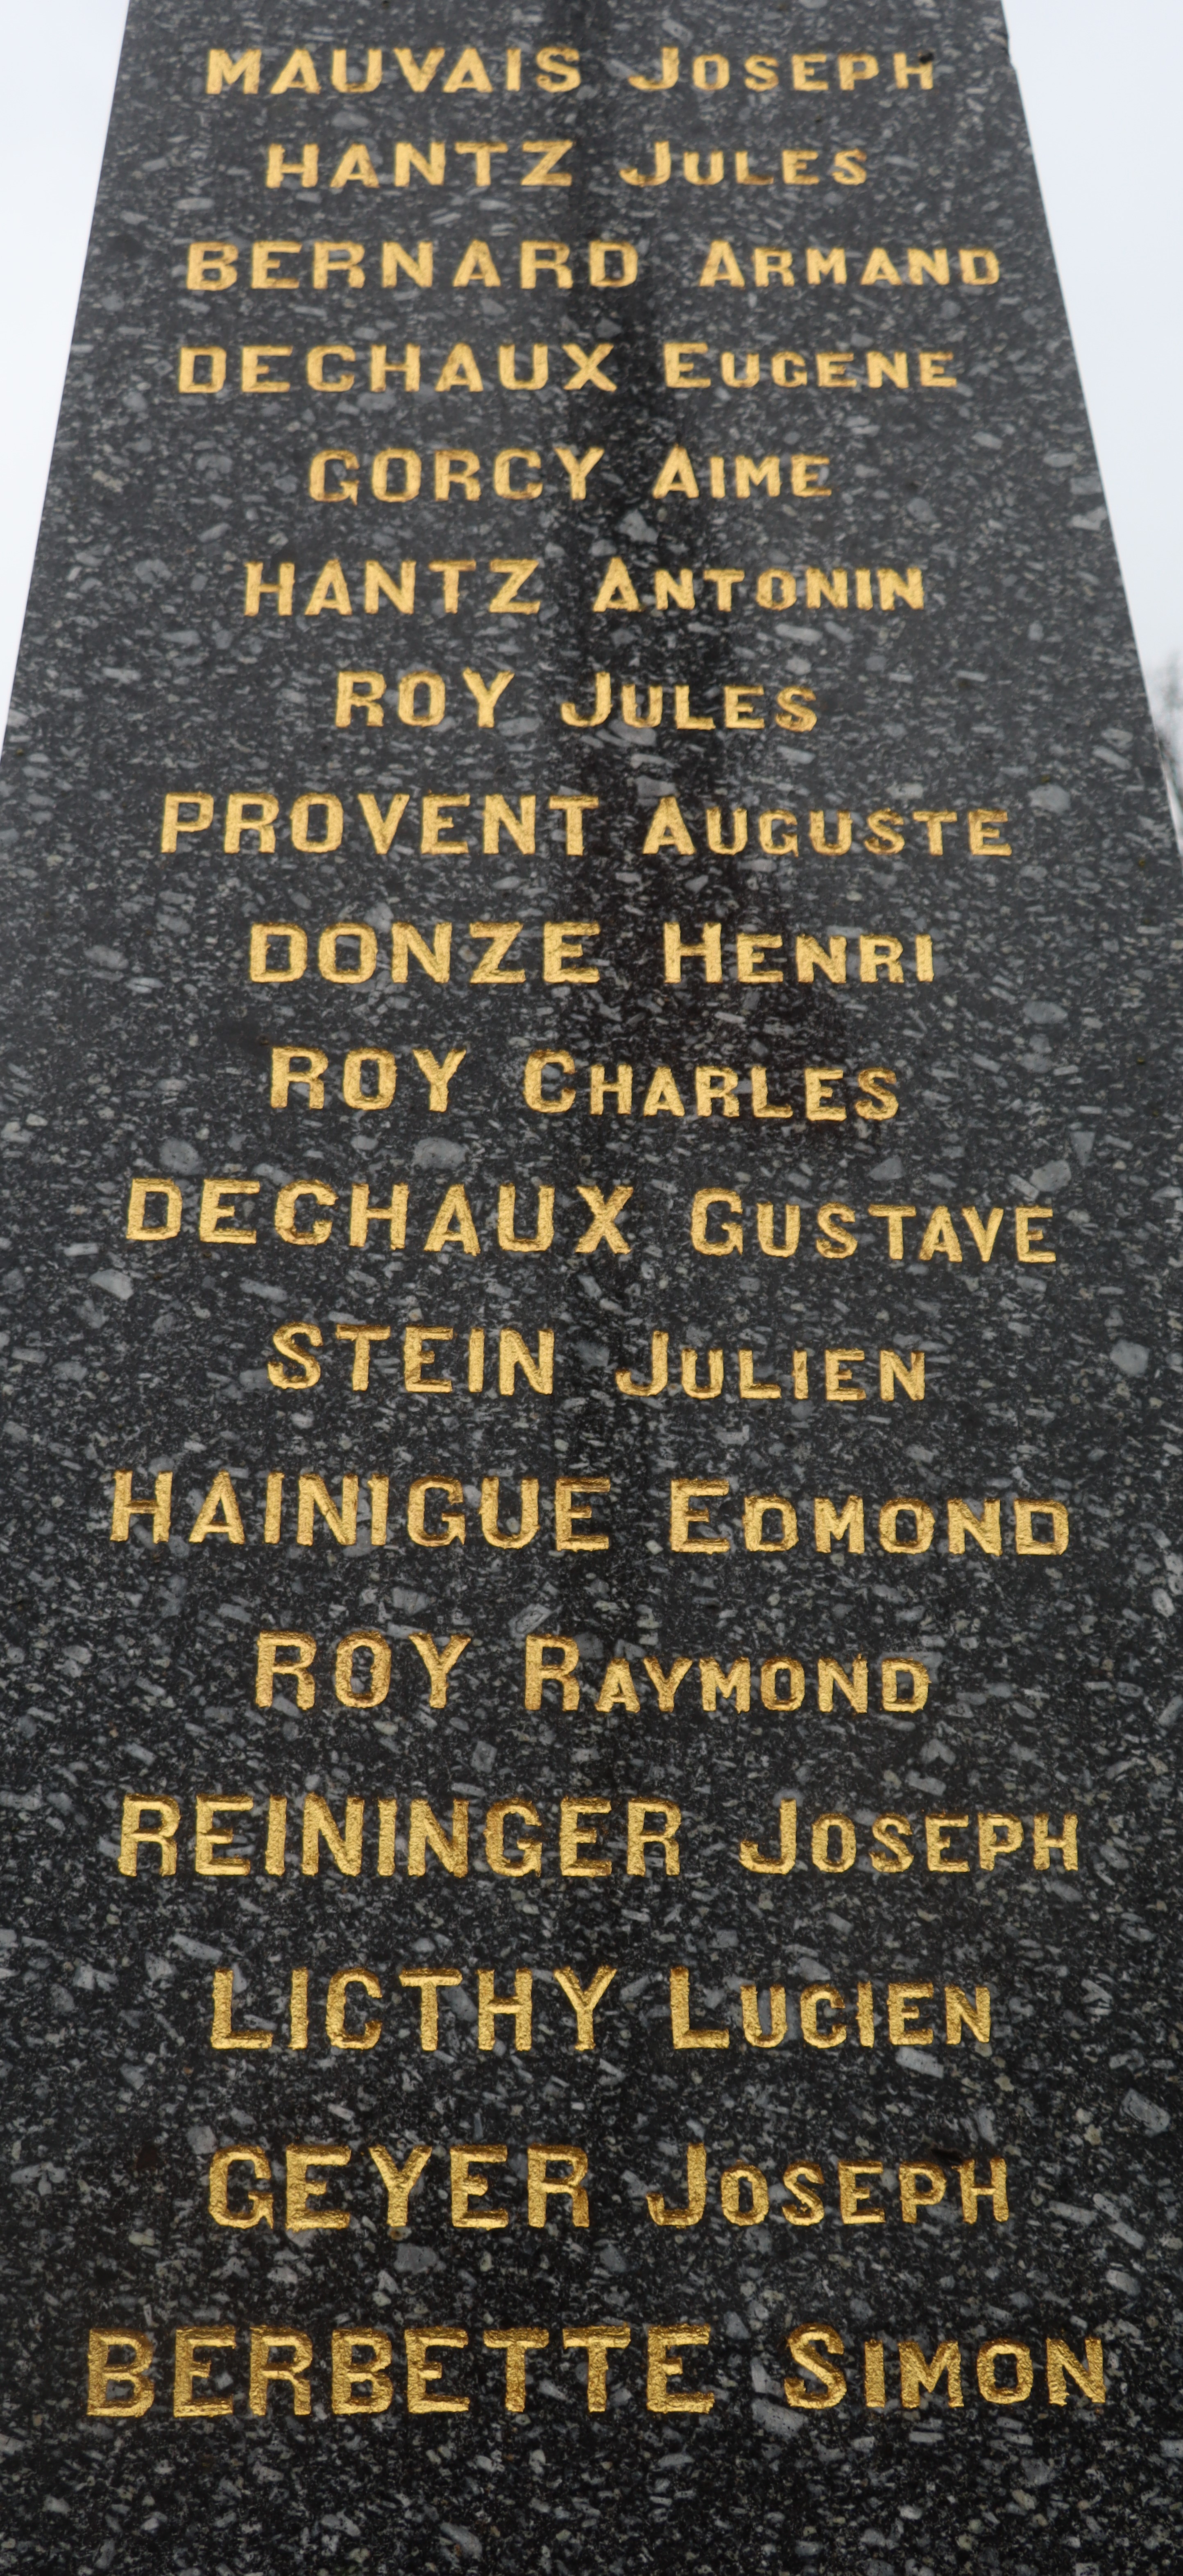 MAUVAIS JOSEPH
HANTZ JULES
BERNARD ARMAND
DECHAUX EUGENE
GORCY AIME
HANTZ ANTONIN
ROY JULES
PROVENT AUGUSTE
DONZE HENRI
ROY CHARLES
DECHAUX GUSTAVE
STEIN JULIEN
HAINIGUE EDMOND
ROY RAYMOND
REININGER JOSEPH
LICTHY LUCIEN
GEYER JOSEPH
BERBETTE SIMON